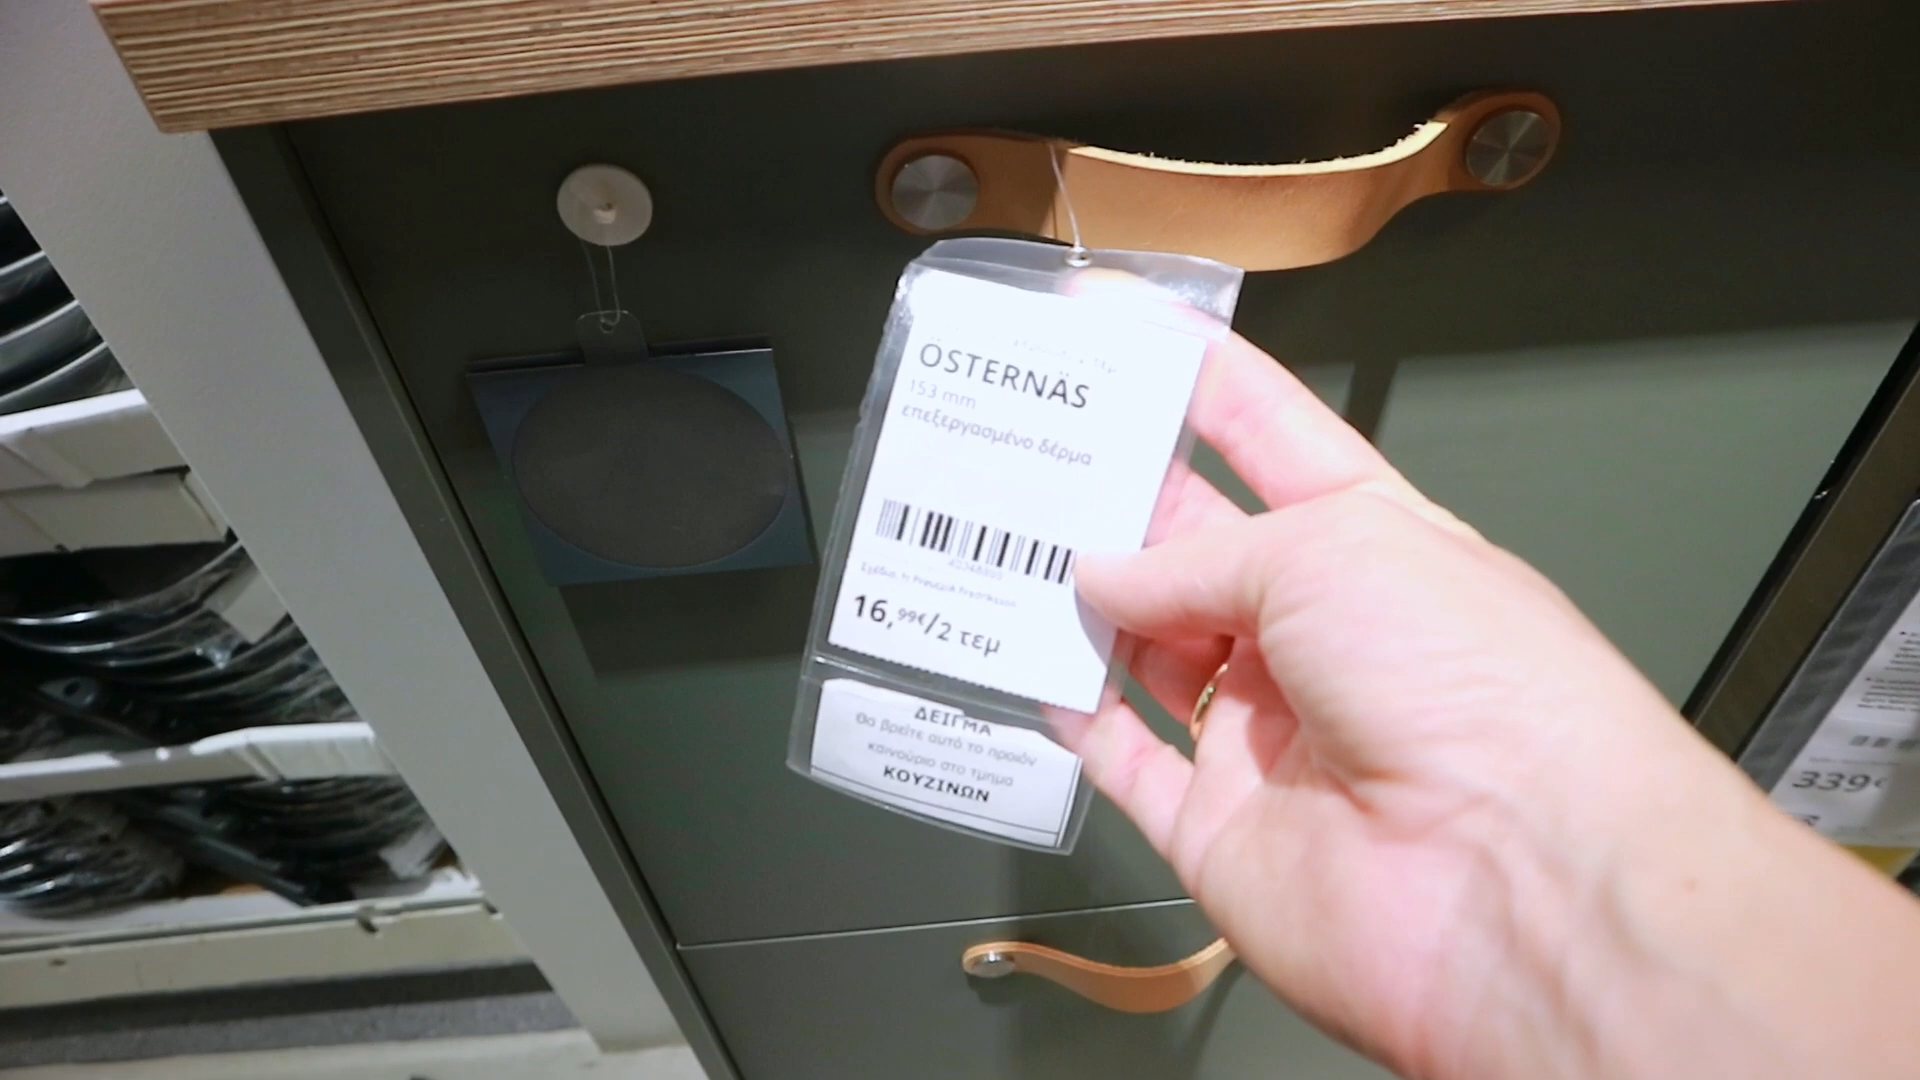 ÖSTERNÄS
153 mm
επεξεργασμένο δέρμα
16,99€/2 τεμ
ΔΕΙΓΜΑ
Θα βρείτε αυτό το προϊόν
καινούριο στο τμήμα
ΚΟΥΖΙΝΩΝ
339€